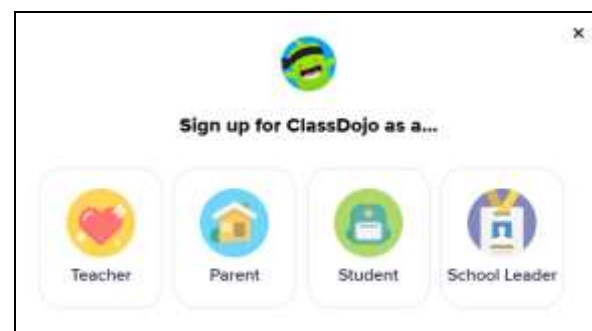 ×
Sign up for ClassDojo as a...
Teacher Parent Student School Leader